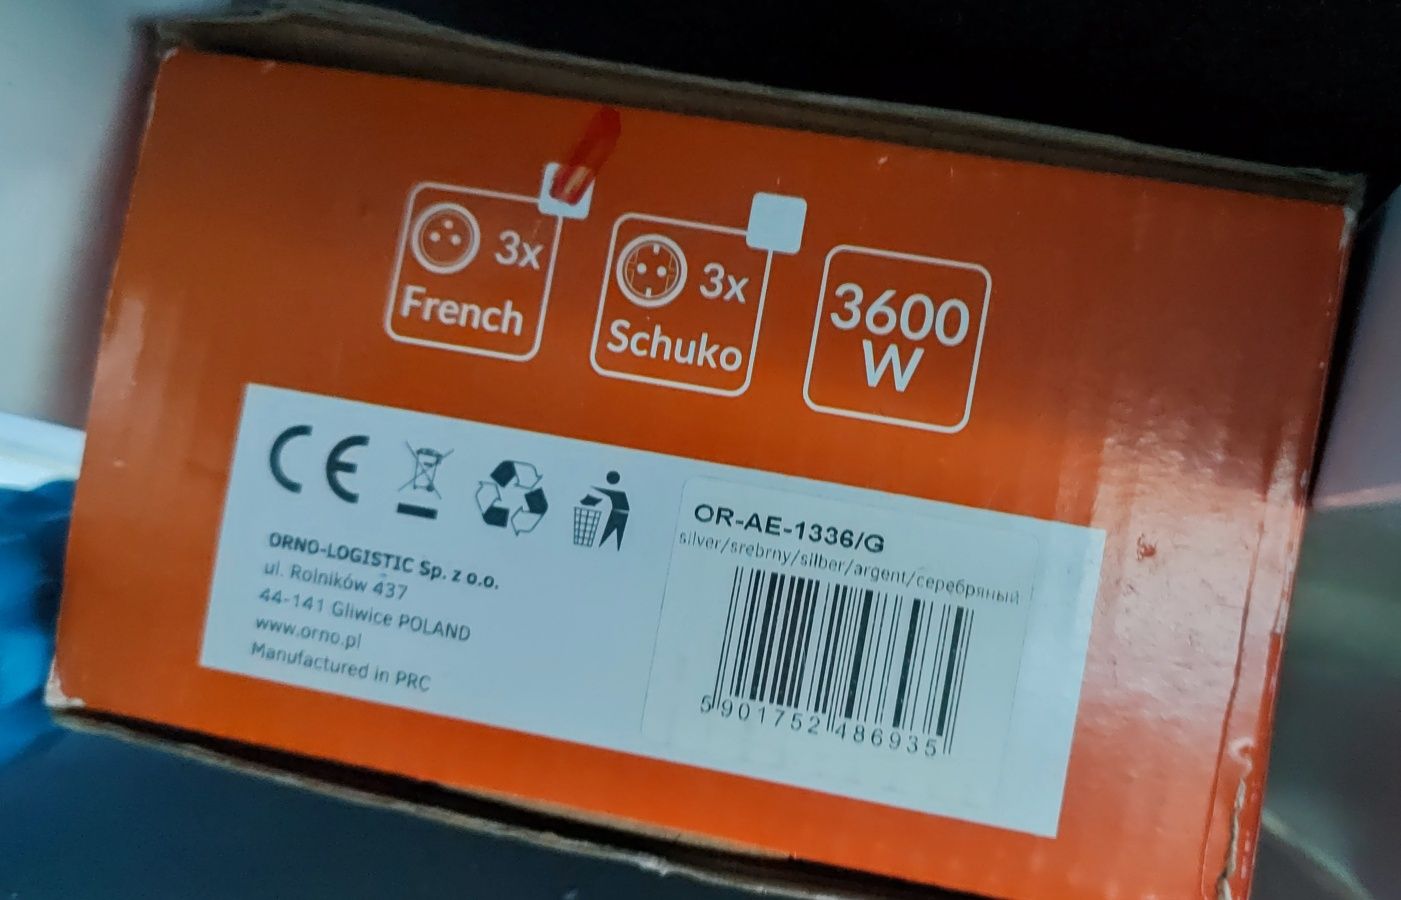 3x
French
3x
Schuko
3600
W
CE
ORNO-LOGISTIC Sp. z o.o.
ul. Rolników 437
44-141 Gliwice POLAND
www.orno.pl
Manufactured in PRC
OR-AE-1336/G
silver/srebrny/silber/argent/серебряный
5901752486935